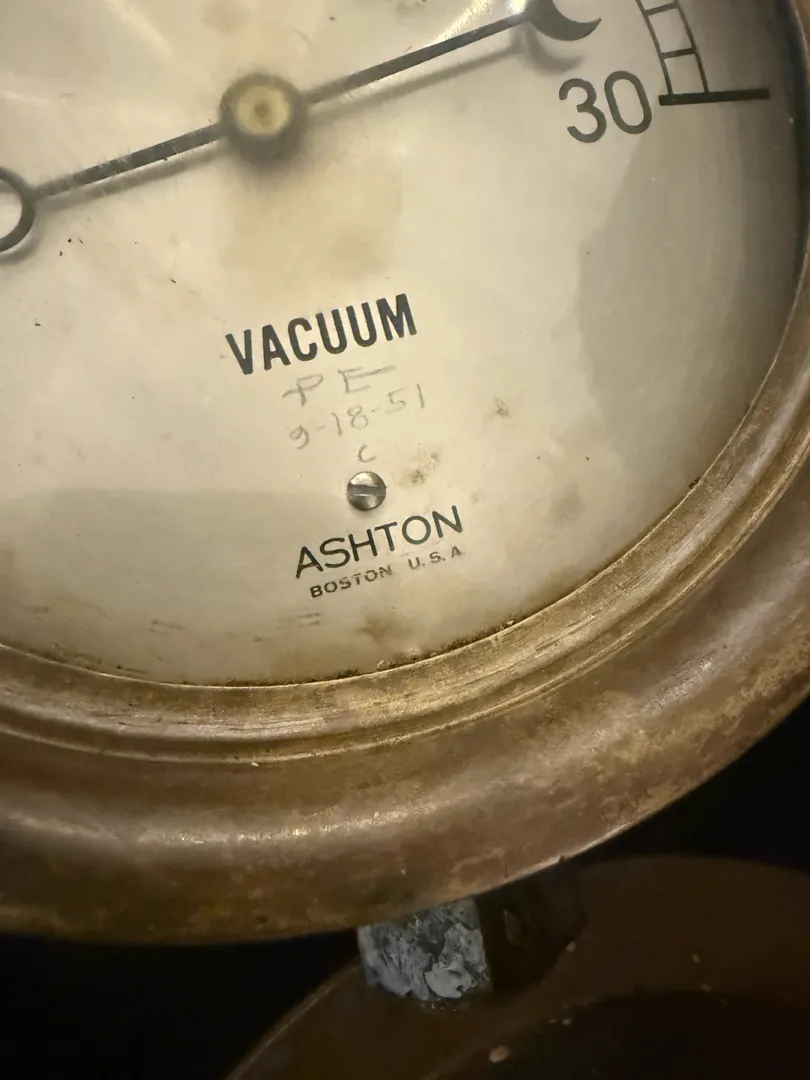 30
VACUUM
PE
9-18-51
C
ASHTON
BOSTON U.S.A